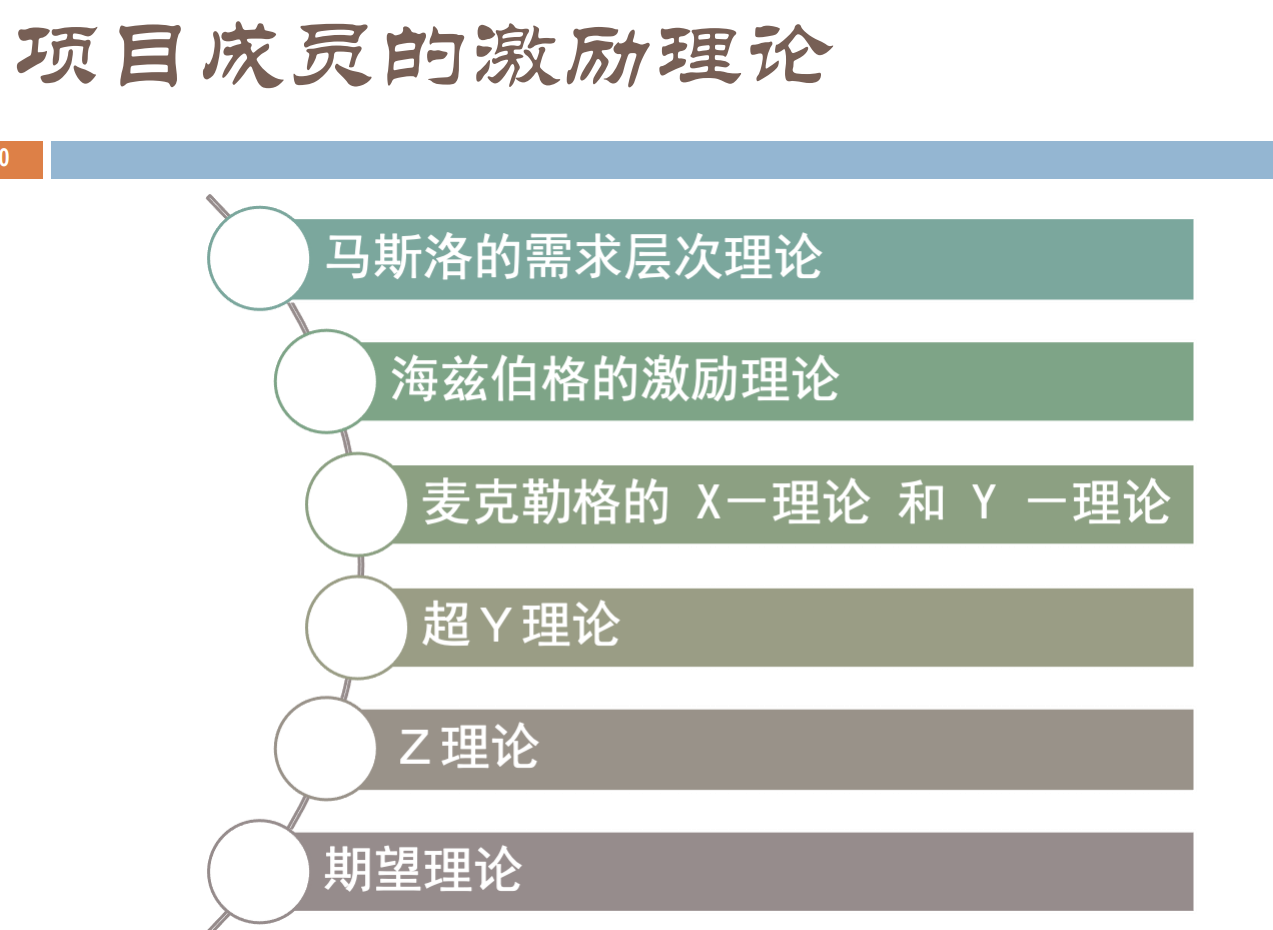 项目成员的激励理论
0
马斯洛的需求层次理论
海兹伯格的激励理论
麦克勒格的 X一理论 和 Y 一理论
超Y理论
Z理论
期望理论